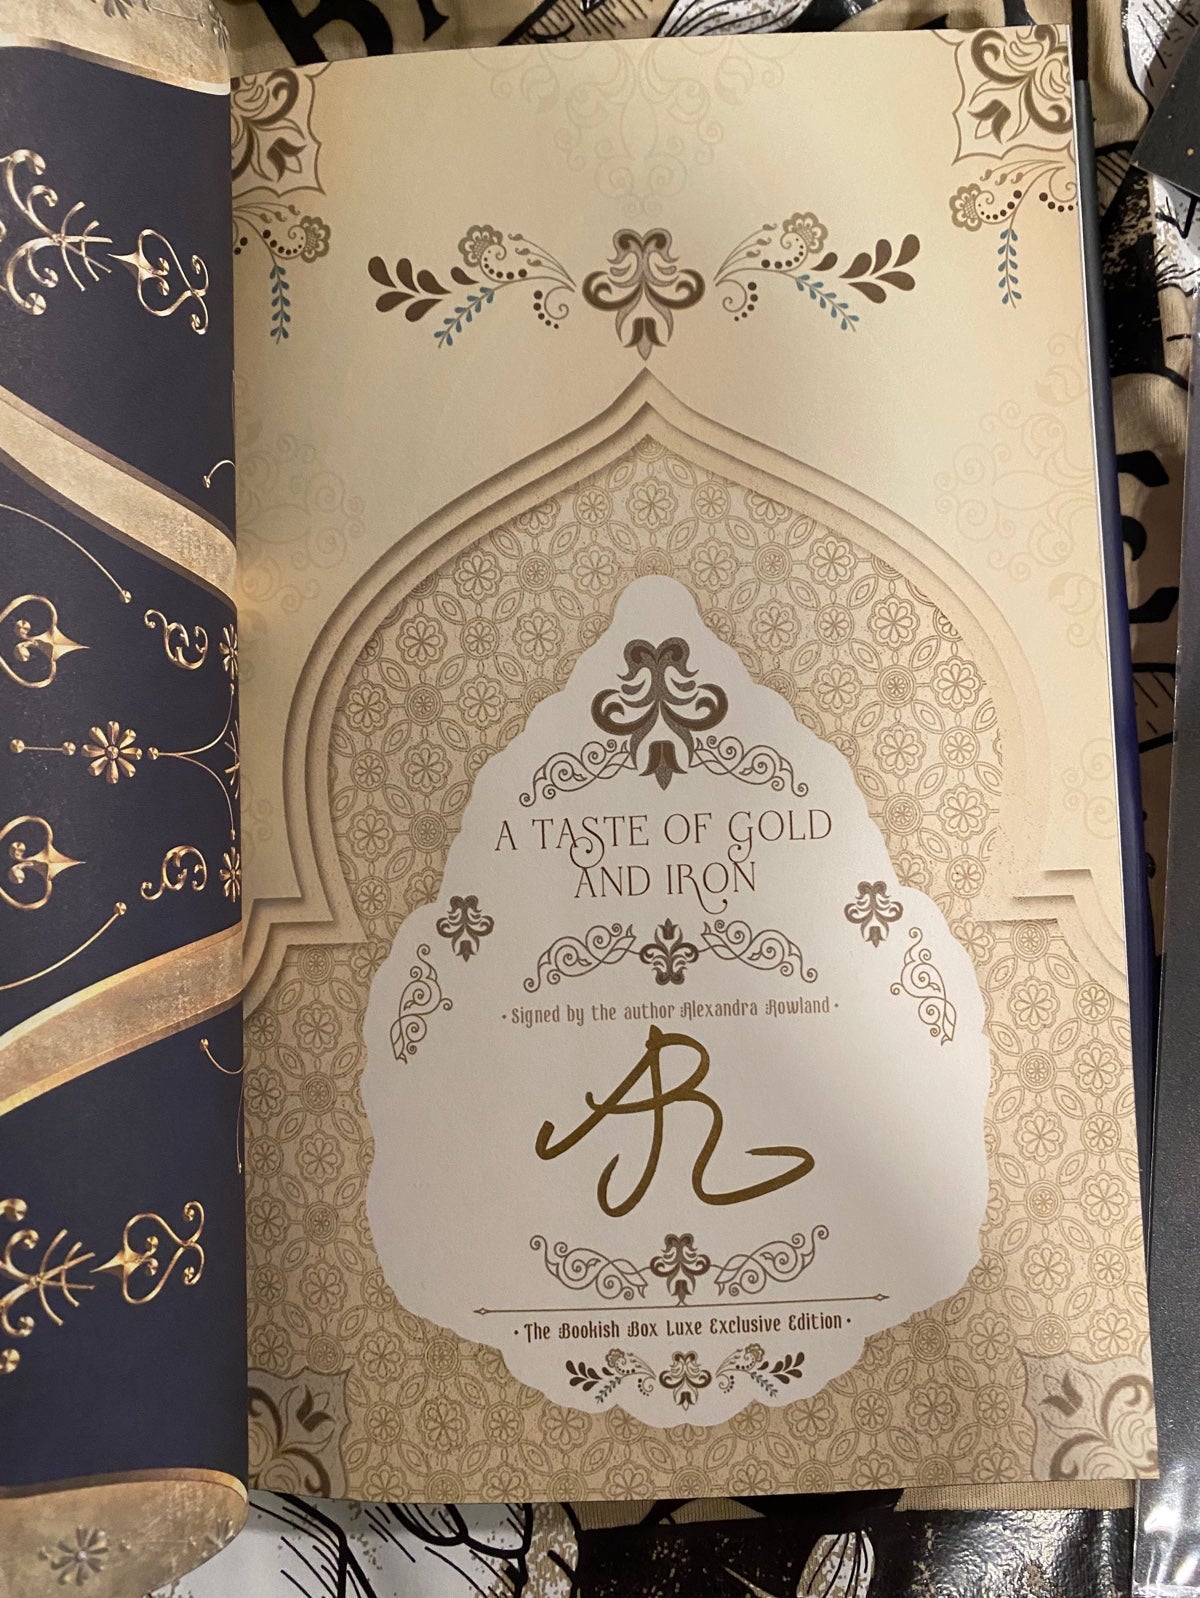 A TASTE OF GOLD
AND IRON
• Signed by the author Alexandra Rowland •
AR
• The Bookish Box Luxe Exclusive Edition •